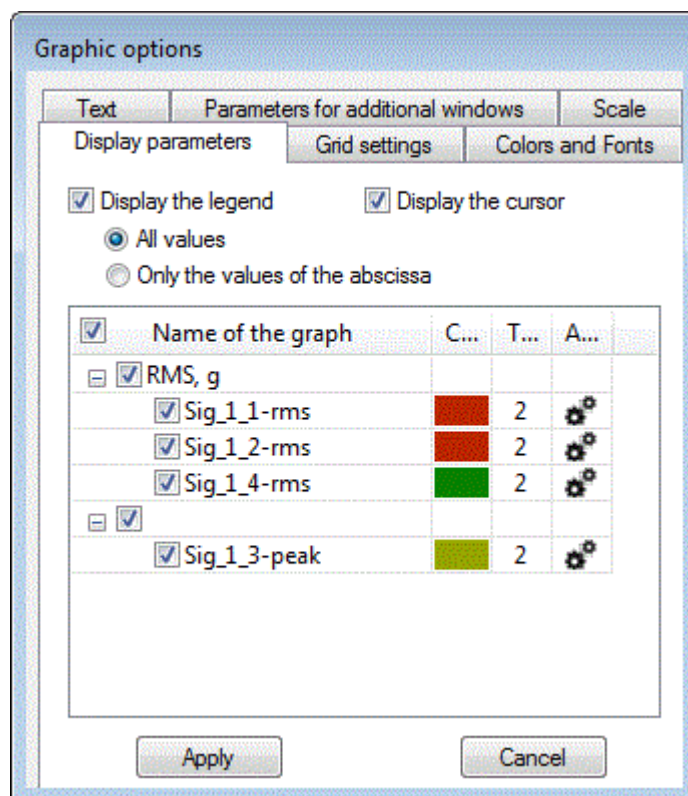 Graphic options
Text Parameters for additional windows Scale
Display parameters Grid settings Colors and Fonts
Display the legend Display the cursor
All values
Only the values of the abscissa
Name of the graph C... T... A...
RMS, g
Sig_1_1-rms 2
Sig_1_2-rms 2
Sig_1_4-rms 2
Sig_1_3-peak 2
Apply Cancel